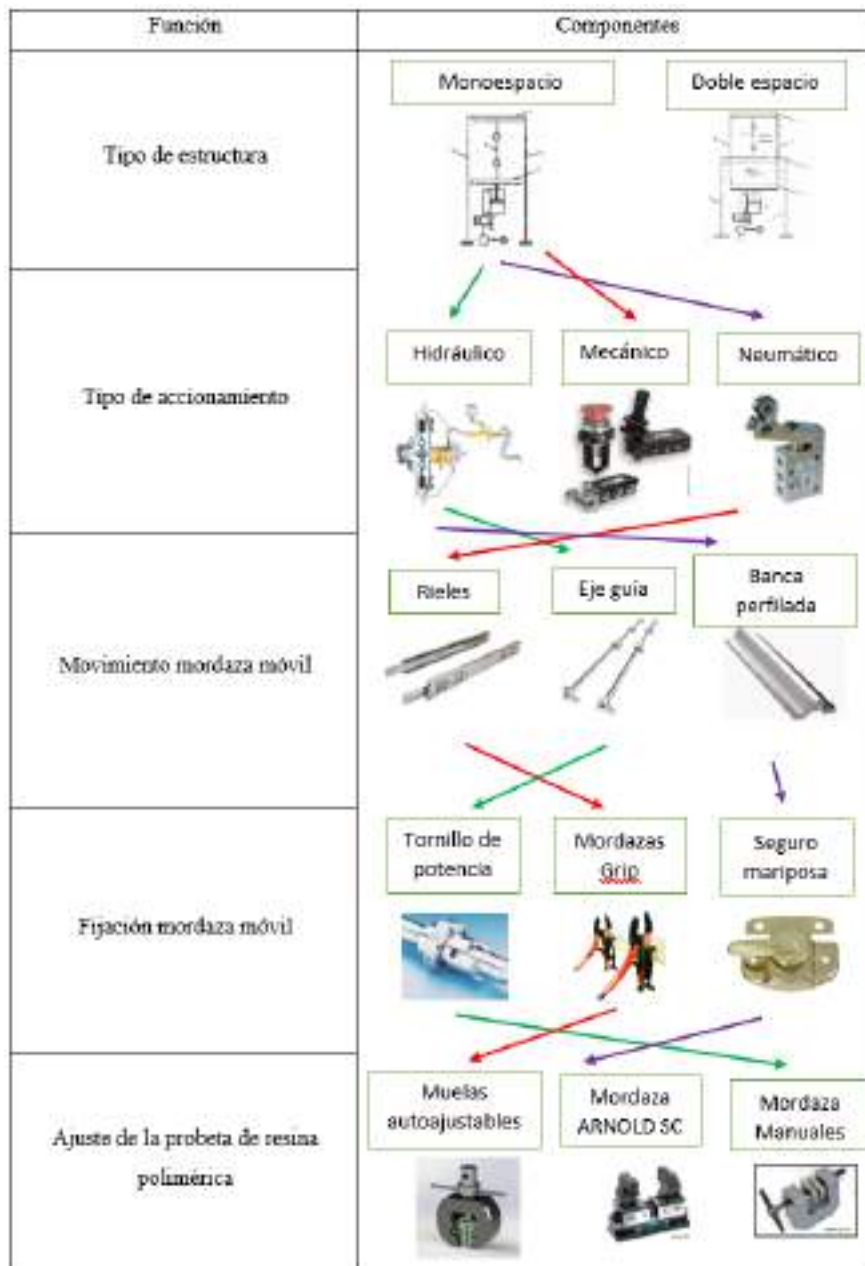 Función
Componentes
Tipo de estructura
Monoespacio
Doble espacio
Tipo de accionamiento
Hidráulico
Mecánico
Neumático
Movimiento mordaza móvil
Rieles
Eje guía
Banca
perfilada
Fijación mordaza móvil
Tornillo de
potencia
Mordazas
Grip
Seguro
mariposa
Ajuste de la probeta de resina
polimérica
Muelas
autoajustables
Mordaza
ARNOLD SC
Mordaza
Manuales